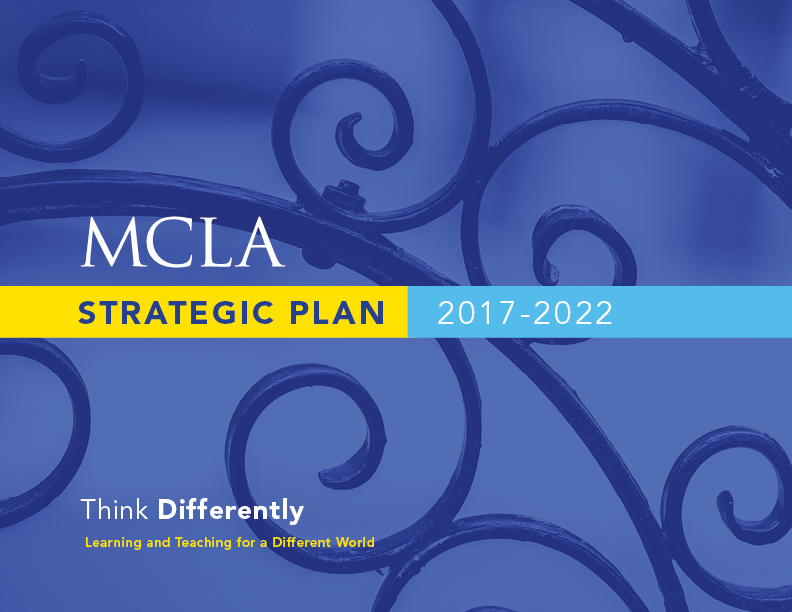 MCLA
STRATEGIC PLAN 2017-2022
Think Differently
Learning and Teaching for a Different World